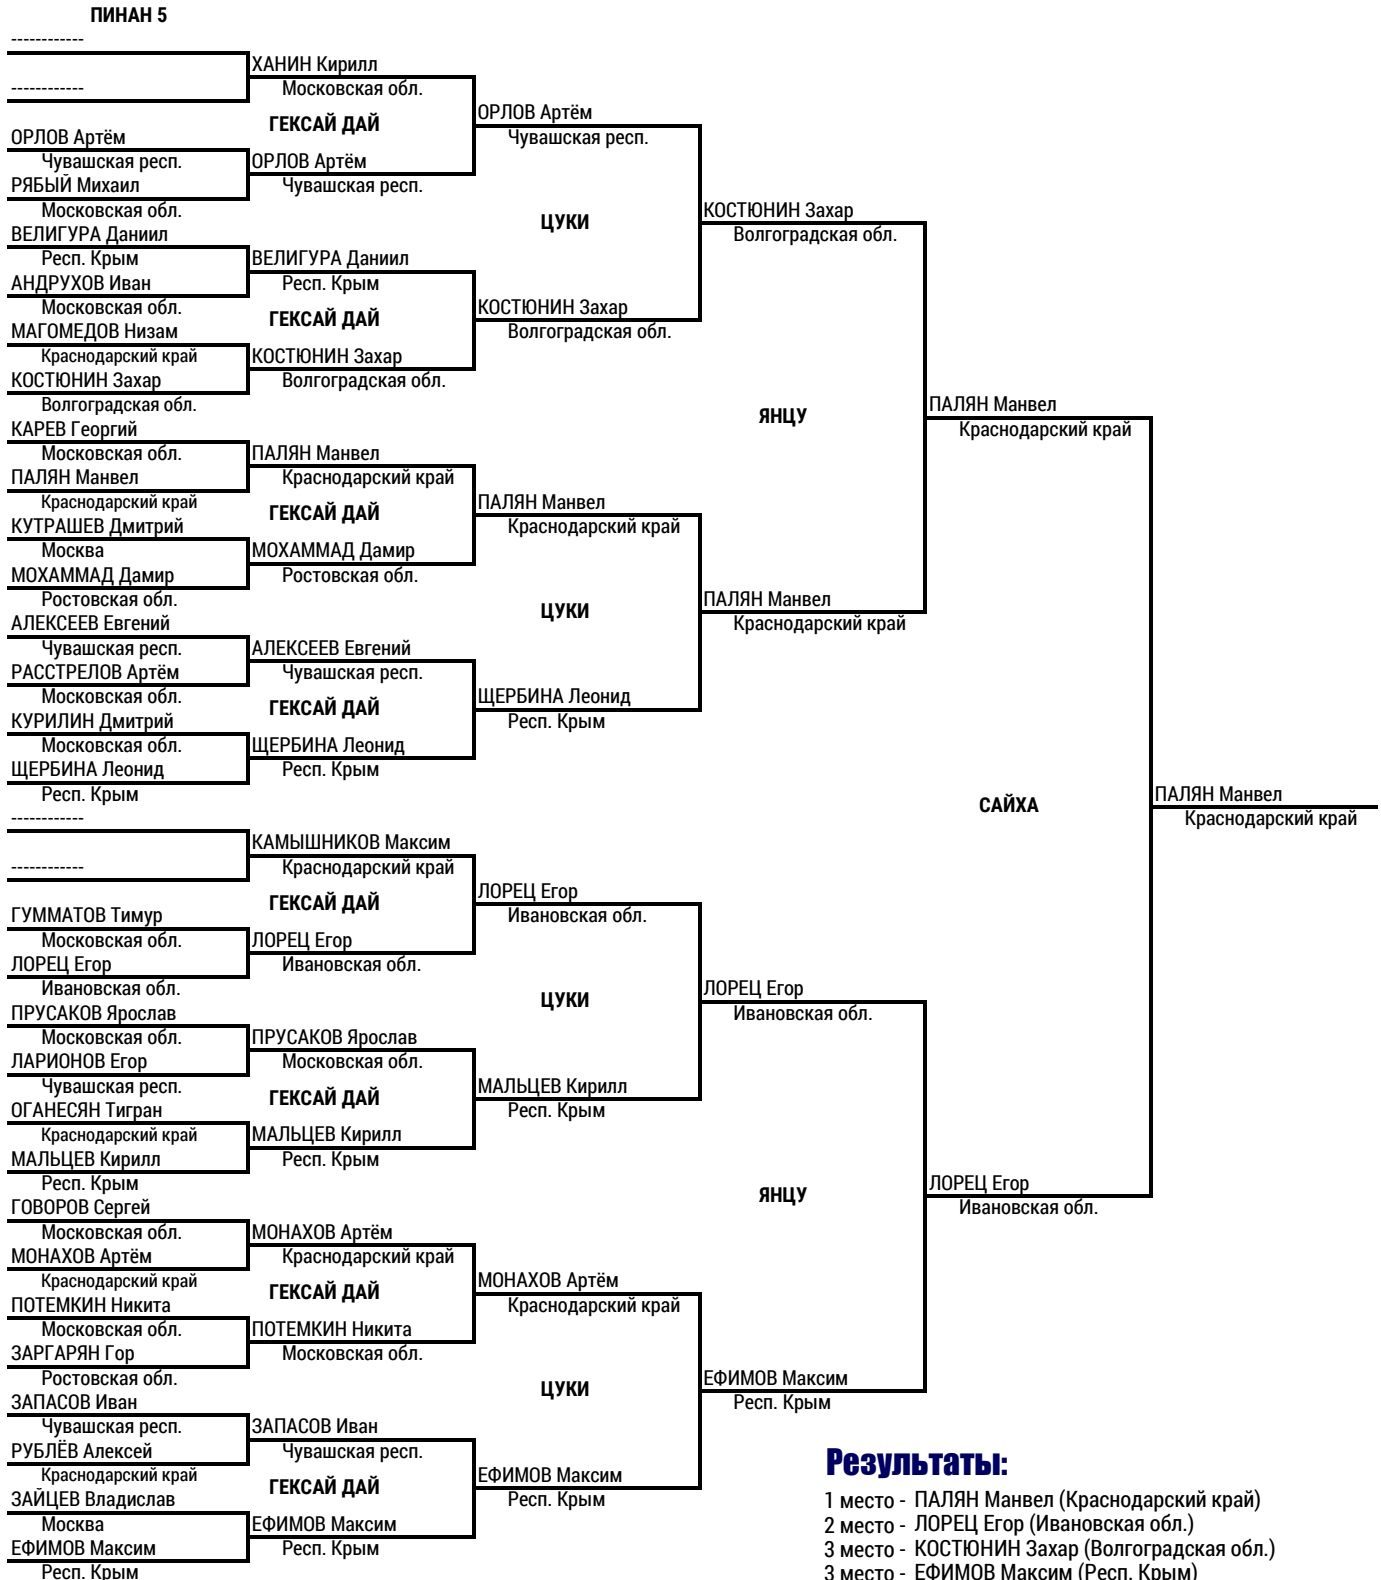 ПИНАН 5
------------
ХАНИН Кирилл
------------
Московская обл.
ОРЛОВ Артём
ГЕКСАЙ ДАЙ
ОРЛОВ Артём
Чувашская респ.
Чувашская респ.
ОРЛОВ Артём
РЯБЫЙ Михаил
Чувашская респ.
Московская обл.
КОСТЮНИН Захар
ЦУКИ
ВЕЛИГУРА Даниил
Волгоградская обл.
Респ. Крым
ВЕЛИГУРА Даниил
АНДРУХОВ Иван
Респ. Крым
Московская обл.
КОСТЮНИН Захар
ГЕКСАЙ ДАЙ
МАГОМЕДОВ Низам
Волгоградская обл.
Краснодарский край
КОСТЮНИН Захар
КОСТЮНИН Захар
Волгоградская обл.
Волгоградская обл.
ПАЛЯН Манвел
ЯНЦУ
КАРЕВ Георгий
Краснодарский край
Московская обл.
ПАЛЯН Манвел
ПАЛЯН Манвел
Краснодарский край
Краснодарский край
ПАЛЯН Манвел
ГЕКСАЙ ДАЙ
КУТРАШЕВ Дмитрий
Краснодарский край
Москва
МОХАММАД Дамир
МОХАММАД Дамир
Ростовская обл.
Ростовская обл.
ПАЛЯН Манвел
ЦУКИ
АЛЕКСЕЕВ Евгений
Краснодарский край
Чувашская респ.
АЛЕКСЕЕВ Евгений
РАССТРЕЛОВ Артём
Чувашская респ.
Московская обл.
ЩЕРБИНА Леонид
ГЕКСАЙ ДАЙ
КУРИЛИН Дмитрий
Респ. Крым
Московская обл.
ЩЕРБИНА Леонид
ЩЕРБИНА Леонид
Респ. Крым
Респ. Крым
ПАЛЯН Манвел
САЙХА
------------
Краснодарский край
КАМЫШНИКОВ Максим
------------
Краснодарский край
ЛОРЕЦ Егор
ГЕКСАЙ ДАЙ
ГУММАТОВ Тимур
Ивановская обл.
Московская обл.
ЛОРЕЦ Егор
ЛОРЕЦ Егор
Ивановская обл.
Ивановская обл.
ЛОРЕЦ Егор
ЦУКИ
ПРУСАКОВ Ярослав
Ивановская обл.
Московская обл.
ПРУСАКОВ Ярослав
ЛАРИОНОВ Егор
Московская обл.
Чувашская респ.
МАЛЬЦЕВ Кирилл
ГЕКСАЙ ДАЙ
ОГАНЕСЯН Тигран
Респ. Крым
Краснодарский край
МАЛЬЦЕВ Кирилл
МАЛЬЦЕВ Кирилл
Респ. Крым
Респ. Крым
ЛОРЕЦ Егор
ЯНЦУ
ГОВОРОВ Сергей
Ивановская обл.
Московская обл.
МОНАХОВ Артём
МОНАХОВ Артём
Краснодарский край
Краснодарский край
МОНАХОВ Артём
ГЕКСАЙ ДАЙ
ПОТЕМКИН Никита
Краснодарский край
Московская обл.
ПОТЕМКИН Никита
ЗАРГАРЯН Гор
Московская обл.
Ростовская обл.
ЕФИМОВ Максим
ЦУКИ
ЗАПАСОВ Иван
Респ. Крым
Чувашская респ.
ЗАПАСОВ Иван
РУБЛЁВ Алексей
Чувашская респ.
Краснодарский край
ЕФИМОВ Максим
ГЕКСАЙ ДАЙ
ЗАЙЦЕВ Владислав
Респ. Крым
Москва
ЕФИМОВ Максим
ЕФИМОВ Максим
Респ. Крым
Респ. Крым
Результаты:
1 место - ПАЛЯН Манвел (Краснодарский край)
2 место - ЛОРЕЦ Егор (Ивановская обл.)
3 место - КОСТЮНИН Захар (Волгоградская обл.)
3 место - ЕФИМОВ Максим (Респ. Крым)